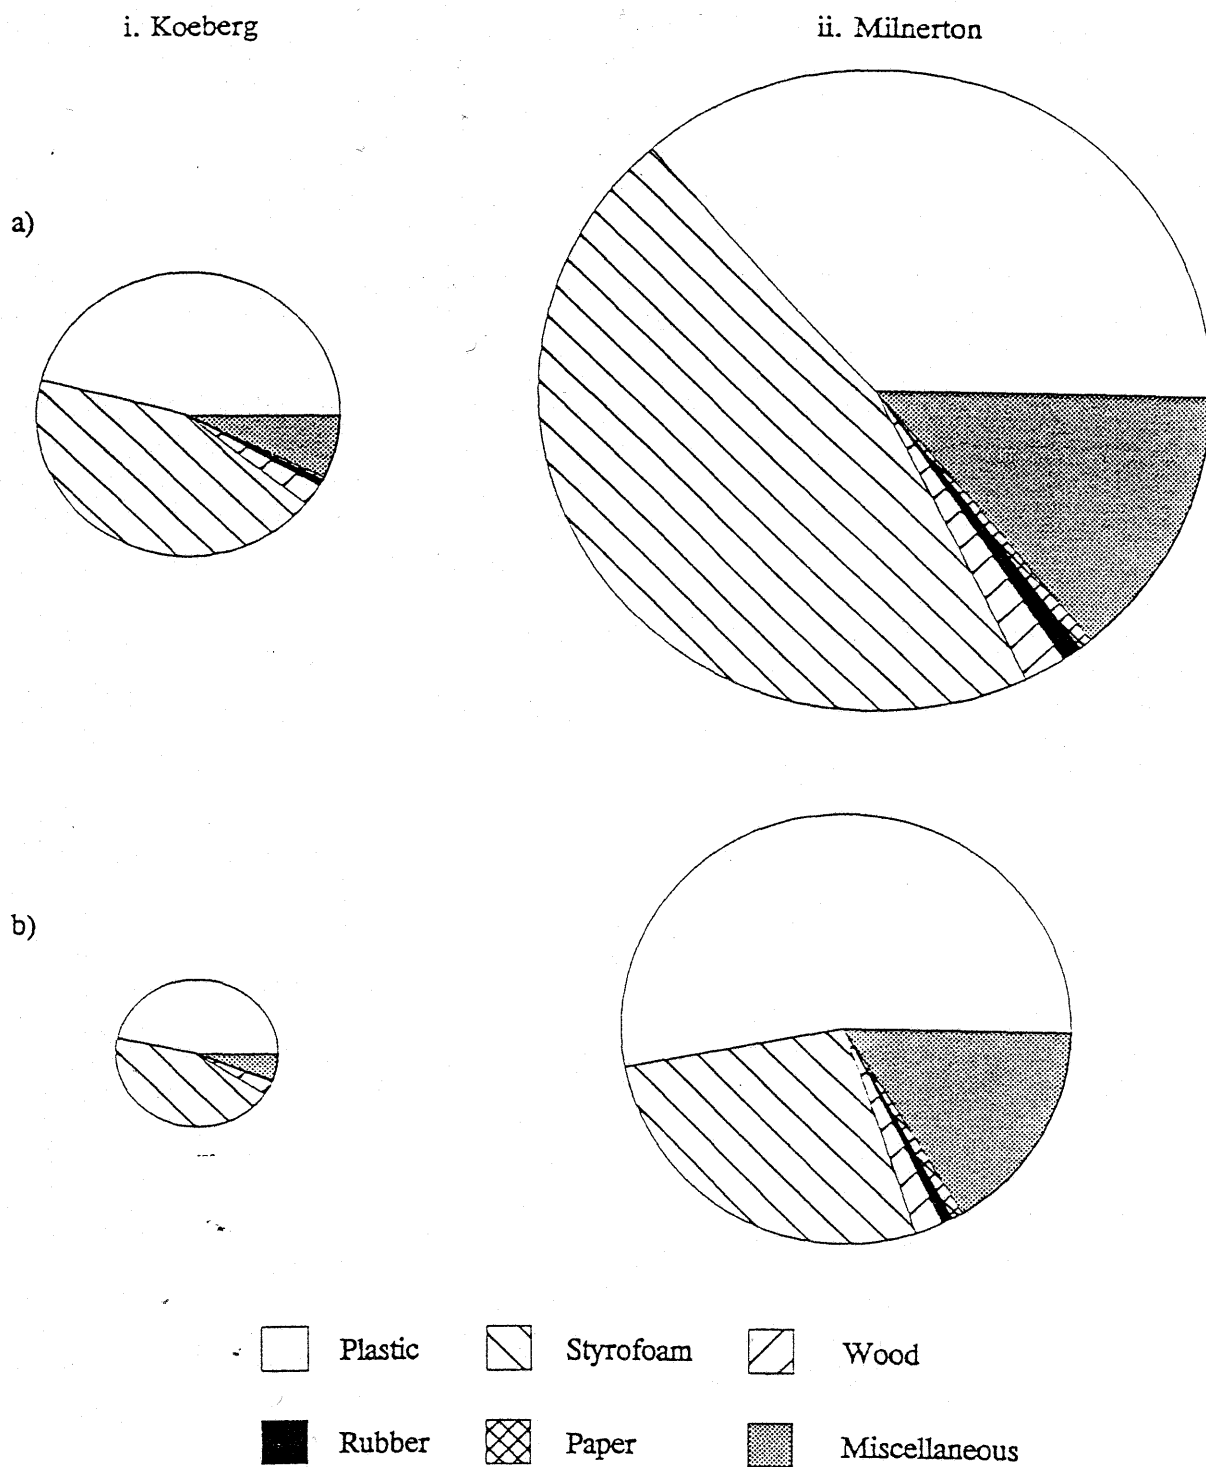 i. Koeberg
ii. Milnerton
a)
b)
Plastic
Styrofoam
Wood
Rubber
Paper
Miscellaneous